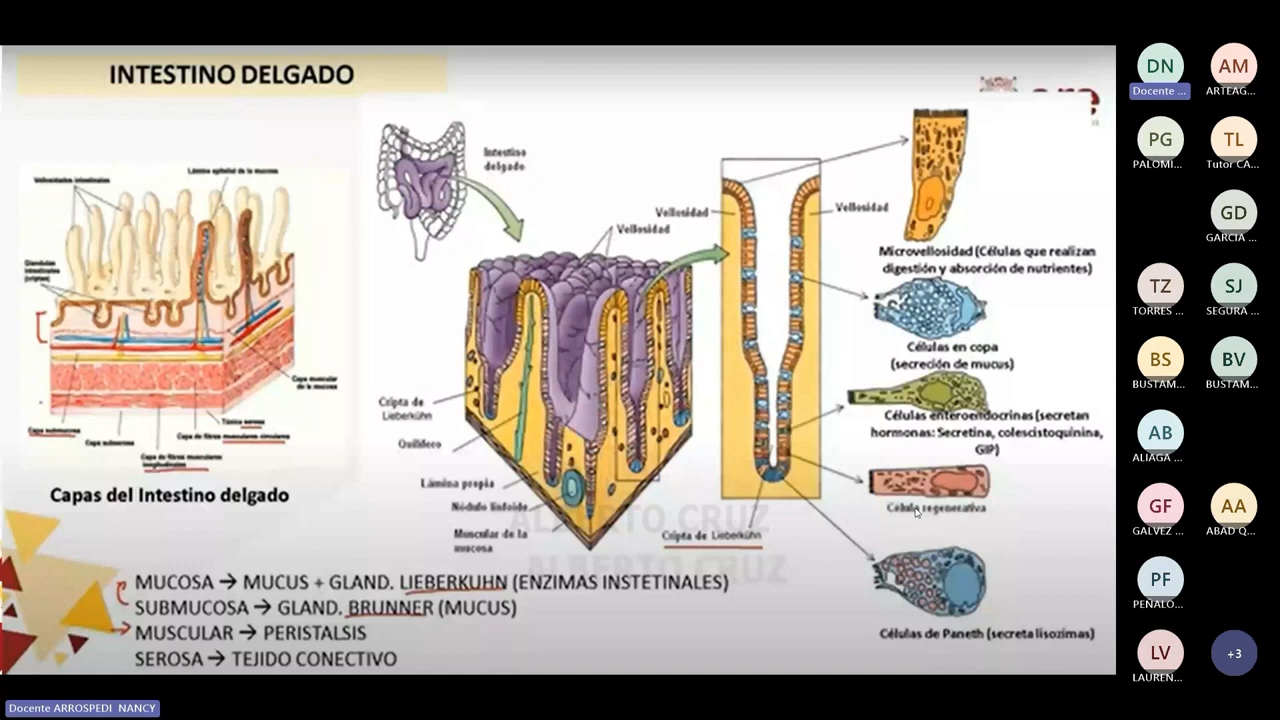 INTESTINO DELGADO
Vellosidades intestinales
Lámina epitelial de la mucosa
Glándulas
intestinales
(criptas)
Capa muscular
de la mucosa
Túnica serosa
Capa submucosa
Capa subserosa
Capa de fibras musculares circulares
Capa de fibras musculares
longitudinales
Capas del Intestino delgado
Intestino
delgado
Vellosidad
Cripta de
Lieberkühn
Quilífero
Lámina propia
Nódulo linfoide
Muscular de la
mucosa
Vellosidad
Vellosidad
Cripta de Lieberkühn
Microvellosidad (Células que realizan
digestión y absorción de nutrientes)
Células en copa
(secreción de mucus)
Células enteroendocrinas (secretan
hormonas: Secretina, colescistoquinina,
GIP)
Célula regenerativa
Células de Paneth (secreta lisozimas)
ALBERTO CRUZ
ALBERTO CRUZ
MUCOSA → MUCUS + GLAND. LIEBERKUHN (ENZIMAS INSTETINALES)
SUBMUCOSA → GLAND. BRUNNER (MUCUS)
MUSCULAR → PERISTALSIS
SEROSA → TEJIDO CONECTIVO
DN
Docente ...
AM
ARTEAG...
PG
PALOMI...
TL
Tutor CA...
GD
GARCIA ...
TZ
TORRES ...
SJ
SEGURA ...
BS
BUSTAM...
BV
BUSTAM...
AB
ALIAGA ...
GF
GALVEZ ...
AA
ABAD Q...
PF
PEÑALO...
LV
LAUREN...
+3
Docente ARROSPEDI NANCY